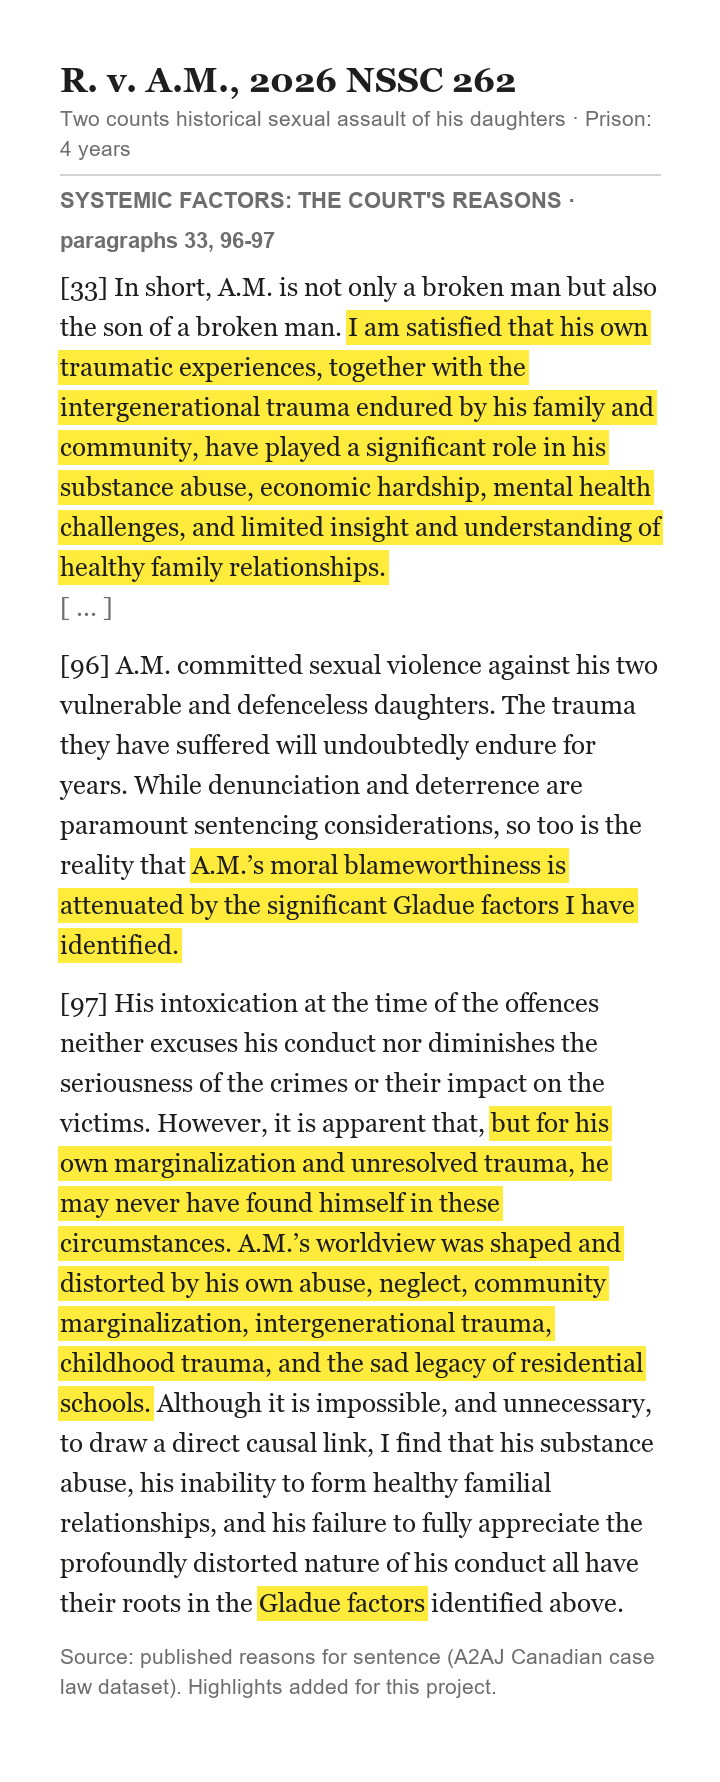 R. v. A.M., 2026 NSSC 262
Two counts historical sexual assault of his daughters · Prison:
4 years
SYSTEMIC FACTORS: THE COURT'S REASONS ·
paragraphs 33, 96-97
[33] In short, A.M. is not only a broken man but also
the son of a broken man. I am satisfied that his own
traumatic experiences, together with the
intergenerational trauma endured by his family and
community, have played a significant role in his
substance abuse, economic hardship, mental health
challenges, and limited insight and understanding of
healthy family relationships.
[ ... ]
[96] A.M. committed sexual violence against his two
vulnerable and defenceless daughters. The trauma
they have suffered will undoubtedly endure for
years. While denunciation and deterrence are
paramount sentencing considerations, so too is the
reality that A.M.’s moral blameworthiness is
attenuated by the significant Gladue factors I have
identified.
[97] His intoxication at the time of the offences
neither excuses his conduct nor diminishes the
seriousness of the crimes or their impact on the
victims. However, it is apparent that, but for his
own marginalization and unresolved trauma, he
may never have found himself in these
circumstances. A.M.’s worldview was shaped and
distorted by his own abuse, neglect, community
marginalization, intergenerational trauma,
childhood trauma, and the sad legacy of residential
schools. Although it is impossible, and unnecessary,
to draw a direct causal link, I find that his substance
abuse, his inability to form healthy familial
relationships, and his failure to fully appreciate the
profoundly distorted nature of his conduct all have
their roots in the Gladue factors identified above.
Source: published reasons for sentence (A2AJ Canadian case
law dataset). Highlights added for this project.